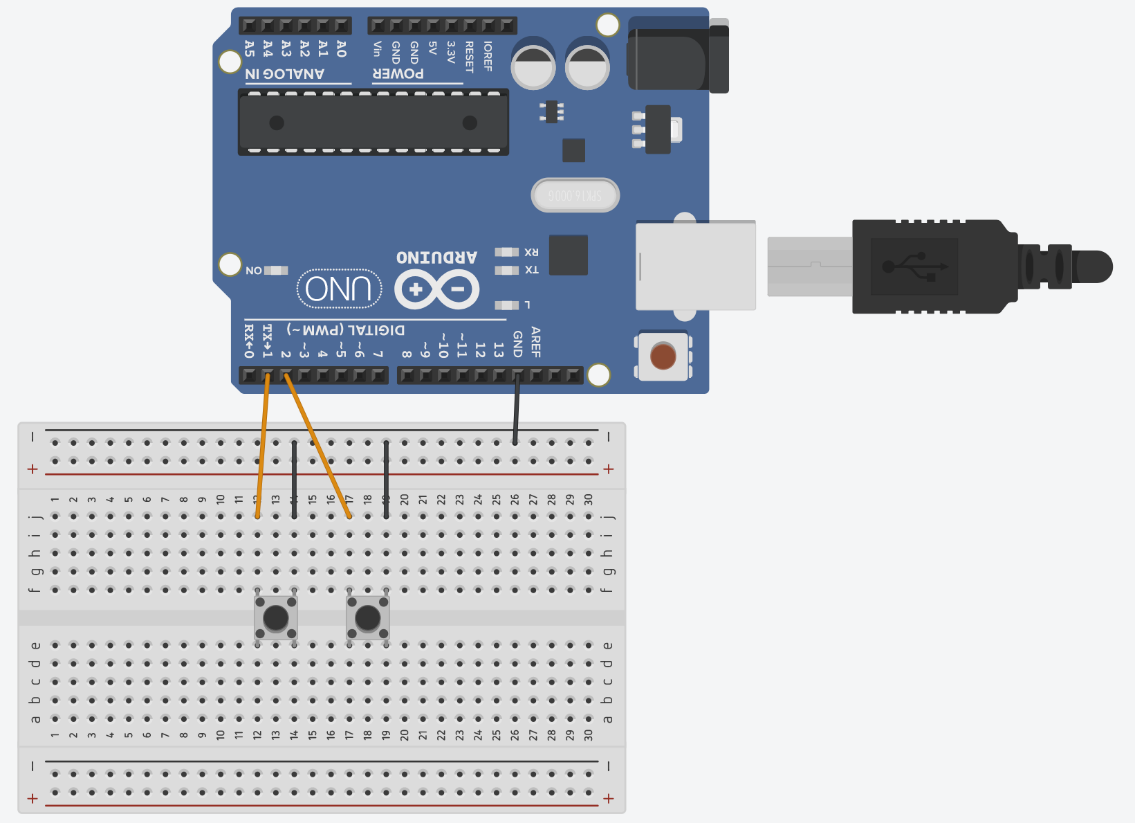 A5 A4 A3 A2 A1 A0
Vin GND GND 5V 3.3V RESET IOREF
ANALOG IN
POWER
SPK16.000G
RX
TX
ON
ARDUINO
UNO
L
DIGITAL (PWM~)
RX←0 TX→1 2 ~3 4 ~5 ~6 7 8 ~9 ~10 ~11 12 13 GND AREF
− −
+ +
1 2 3 4 5 6 7 8 9 10 11 12 13 14 15 16 17 18 19 20 21 22 23 24 25 26 27 28 29 30
j j
i i
h h
g g
f f
e e
d d
c c
b b
a a
1 2 3 4 5 6 7 8 9 10 11 12 13 14 15 16 17 18 19 20 21 22 23 24 25 26 27 28 29 30
− −
+ +